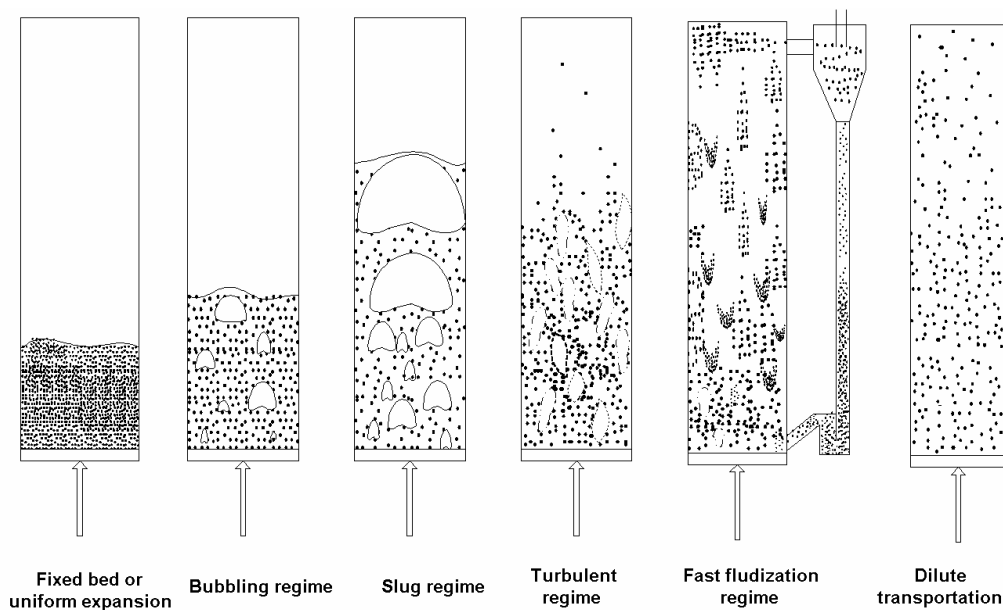 Fixed bed or
uniform expansion
Bubbling regime
Slug regime
Turbulent
regime
Fast fludization
regime
Dilute
transportation